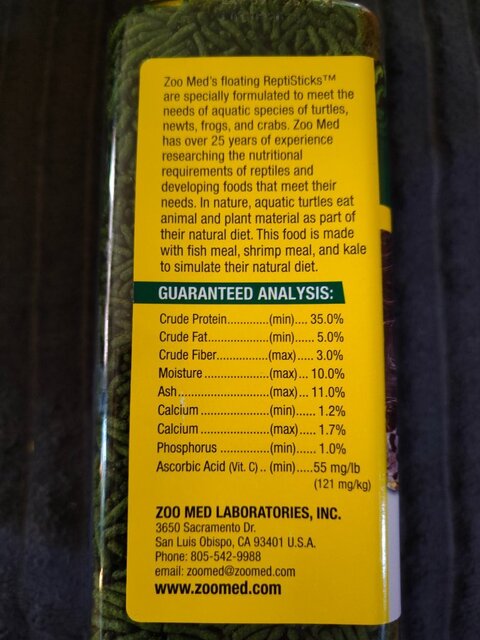 Zoo Med's floating ReptiSticks™
are specially formulated to meet the
needs of aquatic species of turtles,
newts, frogs, and crabs. Zoo Med
has over 25 years of experience
researching the nutritional
requirements of reptiles and
developing foods that meet their
needs. In nature, aquatic turtles eat
animal and plant material as part of
their natural diet. This food is made
with fish meal, shrimp meal, and kale
to simulate their natural diet.
GUARANTEED ANALYSIS:
Crude Protein.............(min).... 35.0%
Crude Fat....................(min)...... 5.0%
Crude Fiber................(max)..... 3.0%
Moisture ....................(max)... 10.0%
Ash.............................(max)... 11.0%
Calcium .....................(min)...... 1.2%
Calcium .....................(max)..... 1.7%
Phosphorus ...............(min)...... 1.0%
Ascorbic Acid (Vit. C).. (min).....55 mg/lb
(121 mg/kg)
ZOO MED LABORATORIES, INC.
3650 Sacramento Dr.
San Luis Obispo, CA 93401 U.S.A.
Phone: 805-542-9988
email: zoomed@zoomed.com
www.zoomed.com